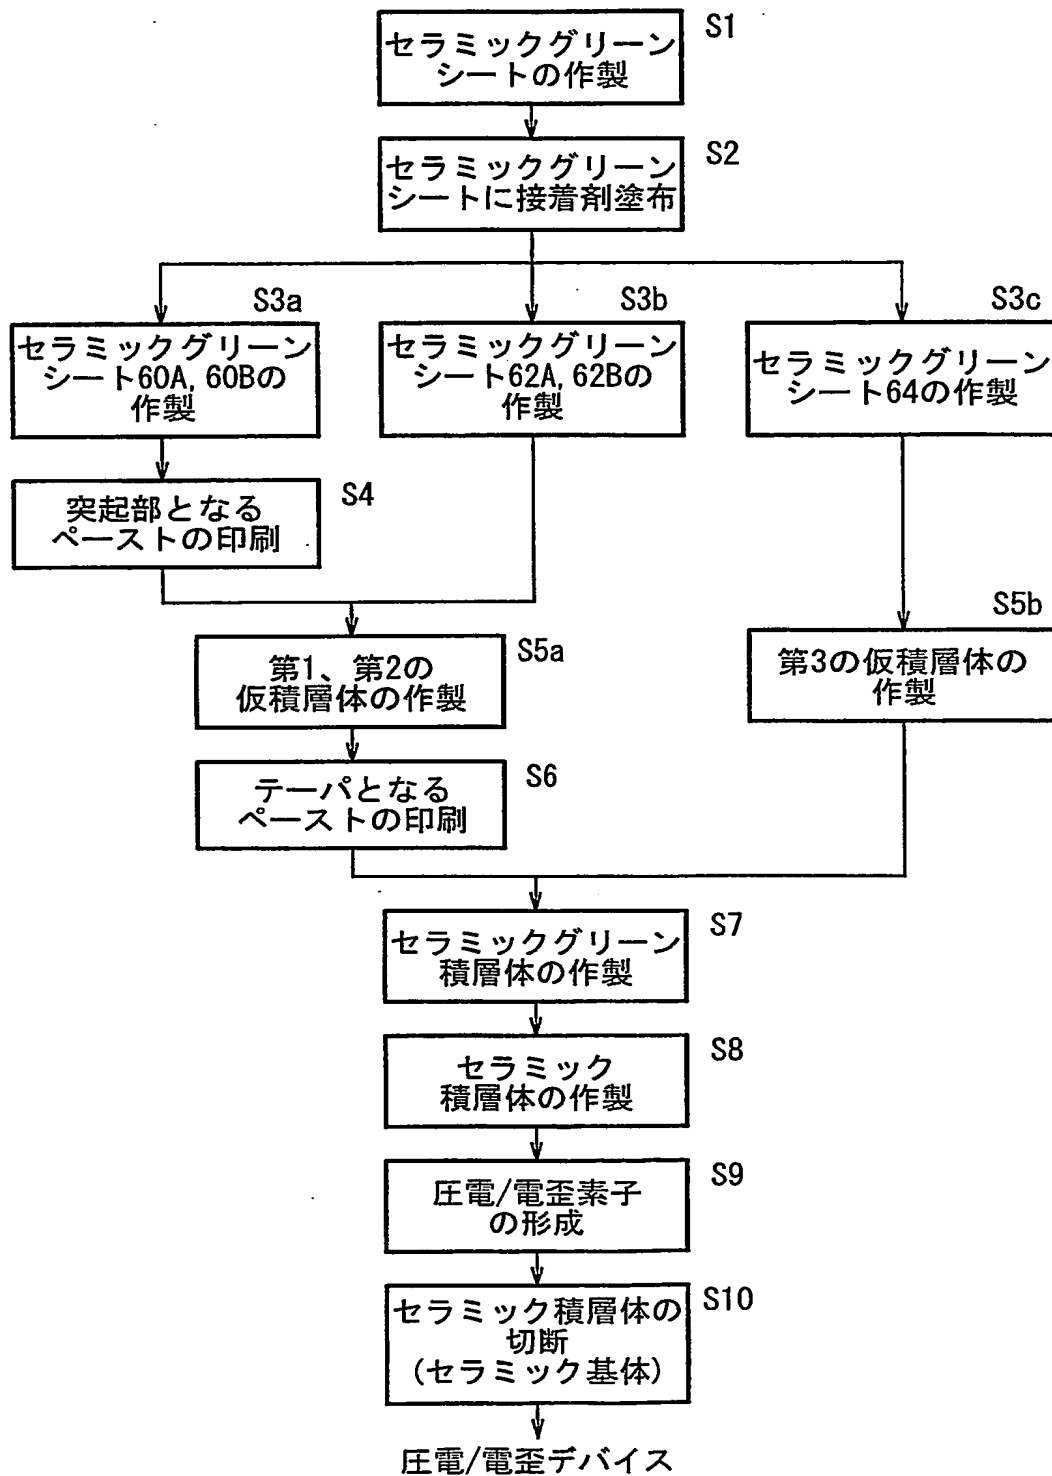 S1
セラミックグリーン
シートの作製
S2
セラミックグリーン
シートに接着剤塗布
S3a
セラミックグリーン
シート60A, 60Bの
作製
S3b
セラミックグリーン
シート62A, 62Bの
作製
S3c
セラミックグリーン
シート64の作製
S4
突起部となる
ペーストの印刷
S5a
第1、第2の
仮積層体の作製
S5b
第3の仮積層体の
作製
S6
テーパとなる
ペーストの印刷
S7
セラミックグリーン
積層体の作製
S8
セラミック
積層体の作製
S9
圧電/電歪素子
の形成
S10
セラミック積層体の
切断
(セラミック基体)
圧電/電歪デバイス